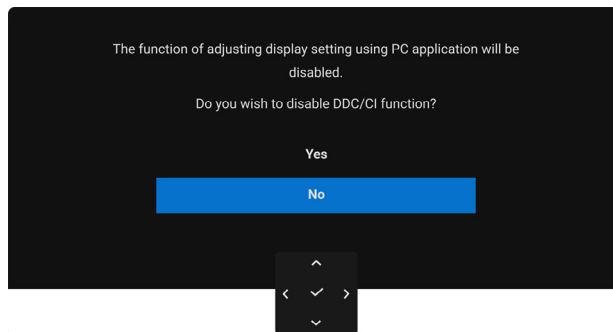 The function of adjusting display setting using PC application will be
disabled.
Do you wish to disable DDC/CI function?
Yes
No